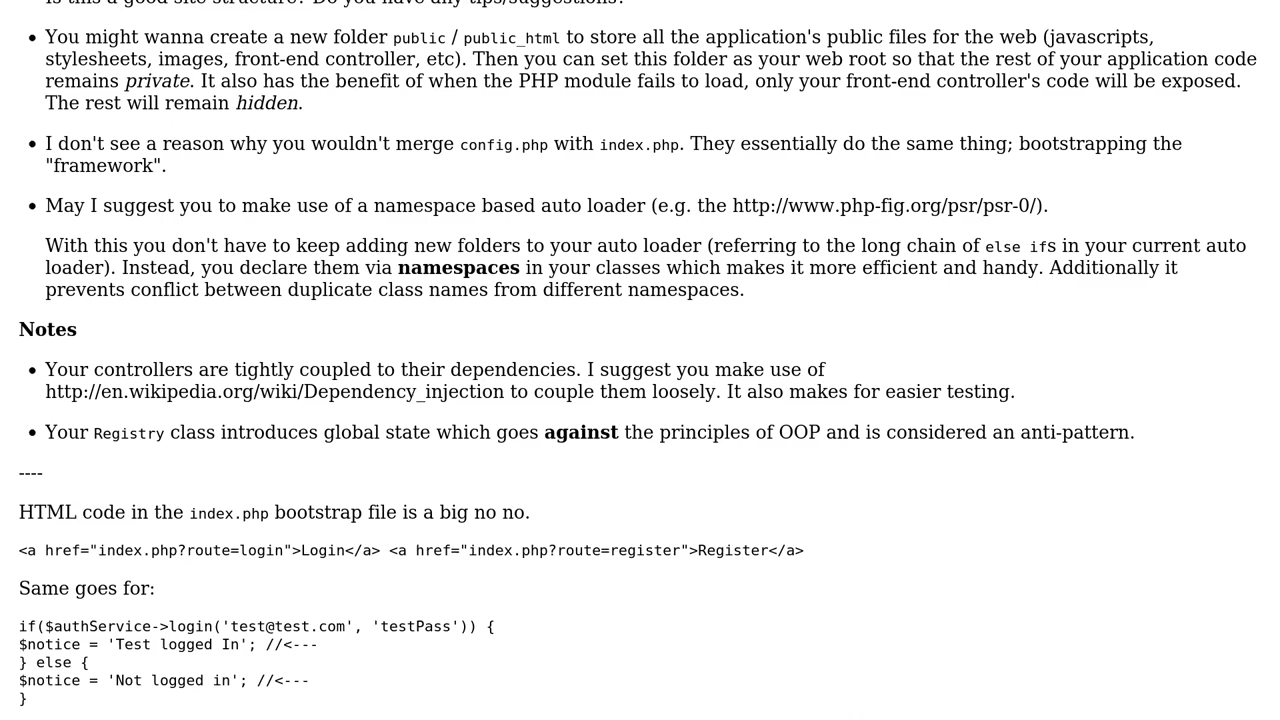 Is this a good site structure? Do you have any tips/suggestions?
• You might wanna create a new folder public / public_html to store all the application's public files for the web (javascripts,
stylesheets, images, front-end controller, etc). Then you can set this folder as your web root so that the rest of your application code
remains private. It also has the benefit of when the PHP module fails to load, only your front-end controller's code will be exposed.
The rest will remain hidden.
• I don't see a reason why you wouldn't merge config.php with index.php. They essentially do the same thing; bootstrapping the
"framework".
• May I suggest you to make use of a namespace based auto loader (e.g. the http://www.php-fig.org/psr/psr-0/).
With this you don't have to keep adding new folders to your auto loader (referring to the long chain of else ifs in your current auto
loader). Instead, you declare them via namespaces in your classes which makes it more efficient and handy. Additionally it
prevents conflict between duplicate class names from different namespaces.
Notes
• Your controllers are tightly coupled to their dependencies. I suggest you make use of
http://en.wikipedia.org/wiki/Dependency_injection to couple them loosely. It also makes for easier testing.
• Your Registry class introduces global state which goes against the principles of OOP and is considered an anti-pattern.
----
HTML code in the index.php bootstrap file is a big no no.
<a href="index.php?route=login">Login</a> <a href="index.php?route=register">Register</a>
Same goes for:
if($authService->login('test@test.com', 'testPass')) {
$notice = 'Test logged In'; //<---
} else {
$notice = 'Not logged in'; //<---
}